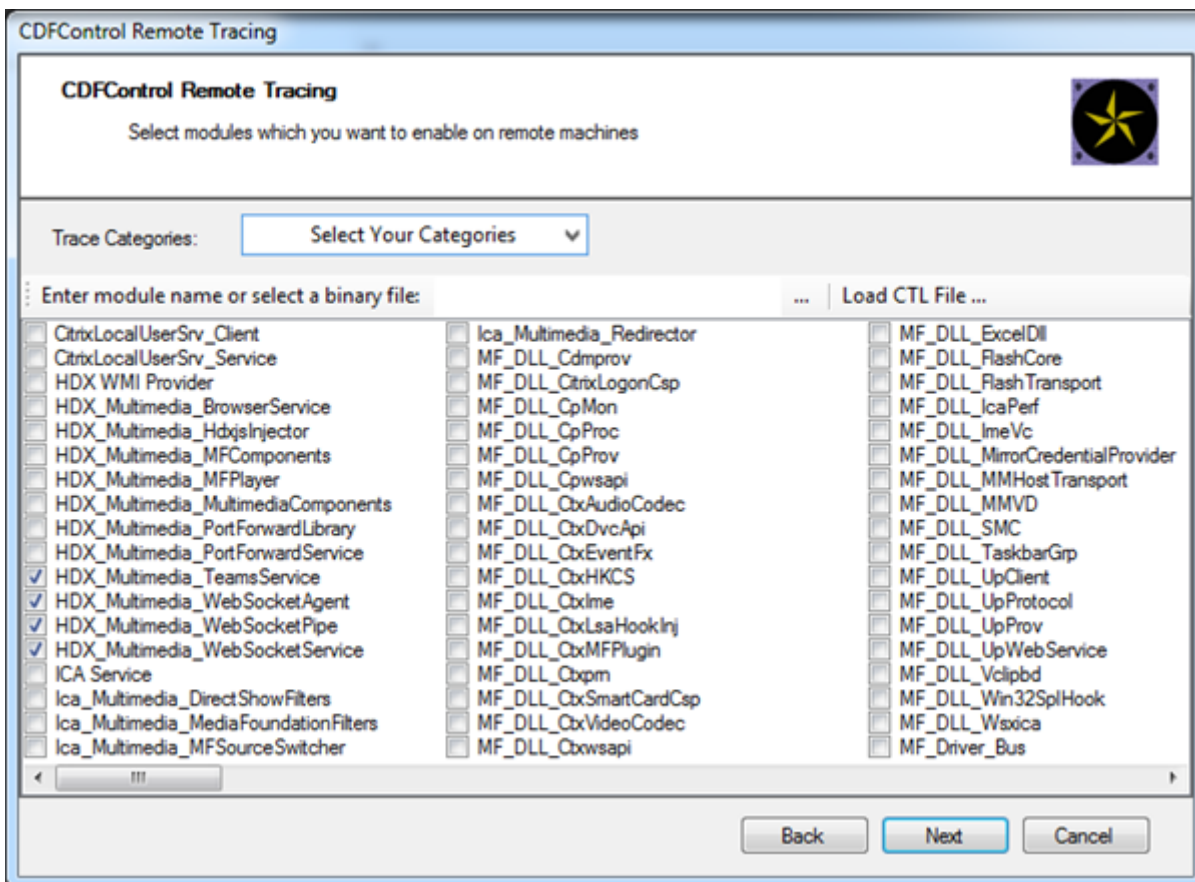 CDFControl Remote Tracing
CDFControl Remote Tracing
Select modules which you want to enable on remote machines
Trace Categories:
Select Your Categories
Enter module name or select a binary file:
...
Load CTL File ...
CitrixLocalUserSrv_Client
CitrixLocalUserSrv_Service
HDX WMI Provider
HDX_Multimedia_BrowserService
HDX_Multimedia_HdxjsInjector
HDX_Multimedia_MFComponents
HDX_Multimedia_MFPlayer
HDX_Multimedia_MultimediaComponents
HDX_Multimedia_PortForwardLibrary
HDX_Multimedia_PortForwardService
HDX_Multimedia_TeamsService
HDX_Multimedia_WebSocketAgent
HDX_Multimedia_WebSocketPipe
HDX_Multimedia_WebSocketService
ICA Service
Ica_Multimedia_DirectShowFilters
Ica_Multimedia_MediaFoundationFilters
Ica_Multimedia_MFSourceSwitcher
Ica_Multimedia_Redirector
MF_DLL_Cdmprov
MF_DLL_CitrixLogonCsp
MF_DLL_CpMon
MF_DLL_CpProc
MF_DLL_CpProv
MF_DLL_Cpwsapi
MF_DLL_CtxAudioCodec
MF_DLL_CtxDvcApi
MF_DLL_CtxEventFx
MF_DLL_CtxHKCS
MF_DLL_CtxIme
MF_DLL_CtxLsaHookInj
MF_DLL_CtxMFPlugin
MF_DLL_Ctxprn
MF_DLL_CtxSmartCardCsp
MF_DLL_CtxVideoCodec
MF_DLL_Ctxwsapi
MF_DLL_ExcelDll
MF_DLL_FlashCore
MF_DLL_FlashTransport
MF_DLL_IcaPerf
MF_DLL_ImeVc
MF_DLL_MirrorCredentialProvider
MF_DLL_MMHostTransport
MF_DLL_MMVD
MF_DLL_SMC
MF_DLL_TaskbarGrp
MF_DLL_UpClient
MF_DLL_UpProtocol
MF_DLL_UpProv
MF_DLL_UpWebService
MF_DLL_Vclipbd
MF_DLL_Win32SplHook
MF_DLL_Wsxica
MF_Driver_Bus
Back
Next
Cancel